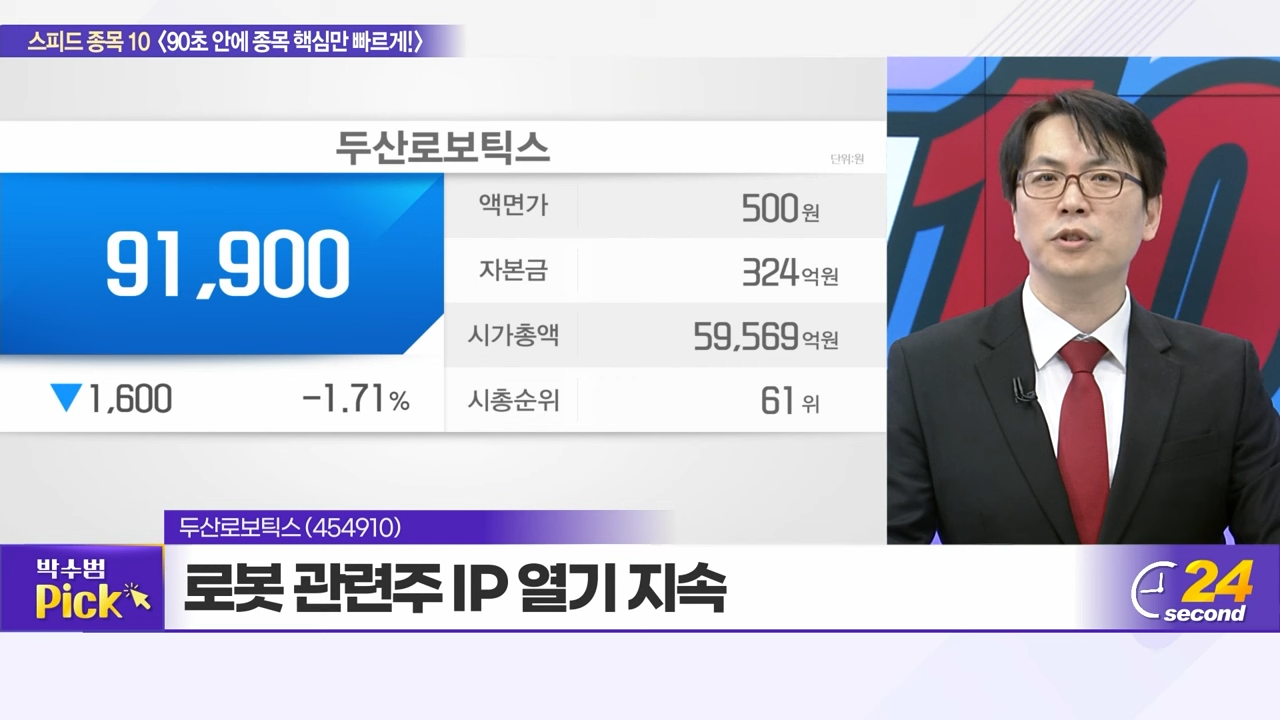 스피드 종목 10 <90초 안에 종목 핵심만 빠르게!>
두산로보틱스
단위:원
91,900
▼1,600 -1.71%
액면가 500원
자본금 324억원
시가총액 59,569억원
시총순위 61위
두산로보틱스 (454910)
박수범
Pick
로봇 관련주 IP 열기 지속
24
second
10